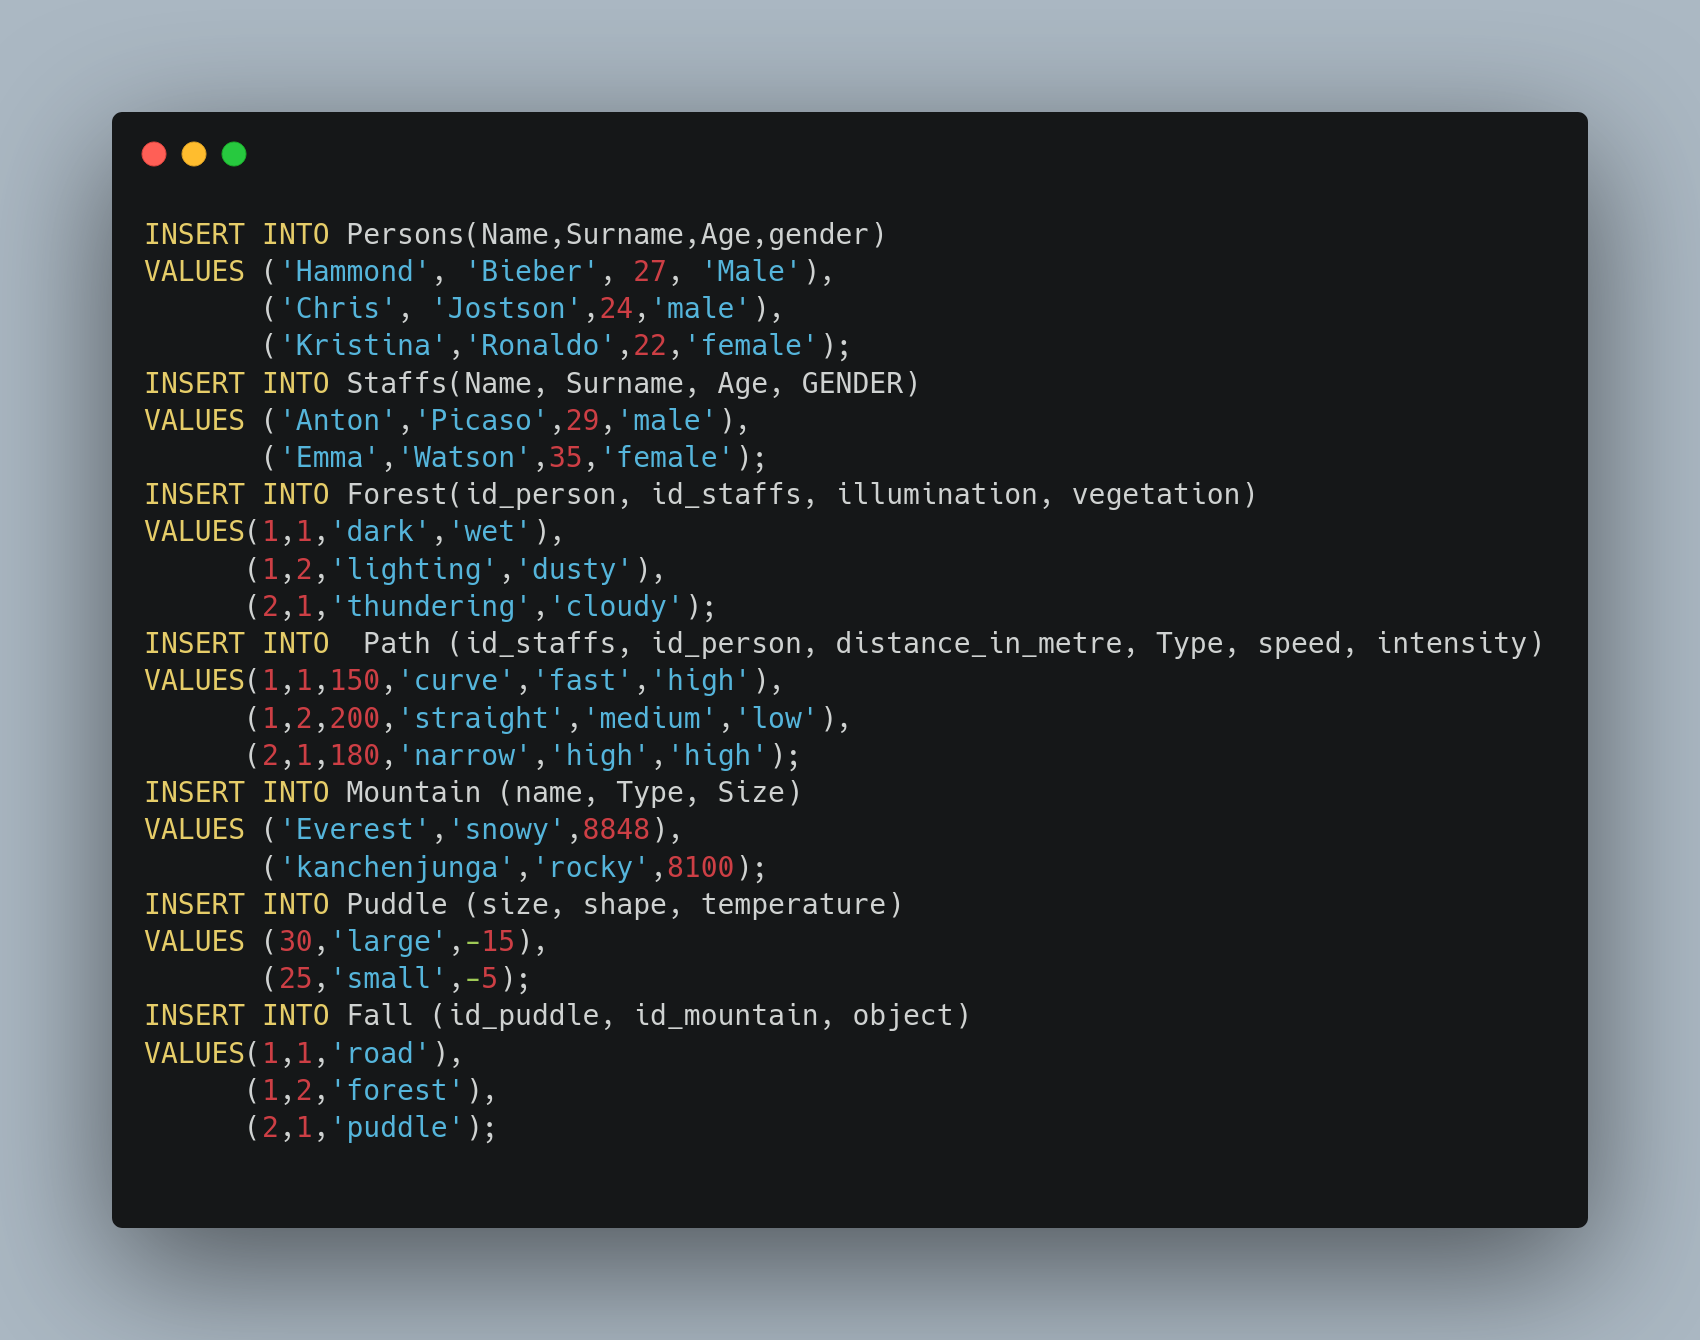 INSERT INTO Persons(Name,Surname,Age,gender)
VALUES ('Hammond', 'Bieber', 27, 'Male'),
       ('Chris', 'Jostson',24,'male'),
       ('Kristina','Ronaldo',22,'female');
INSERT INTO Staffs(Name, Surname, Age, GENDER)
VALUES ('Anton','Picaso',29,'male'),
       ('Emma','Watson',35,'female');
INSERT INTO Forest(id_person, id_staffs, illumination, vegetation)
VALUES(1,1,'dark','wet'),
      (1,2,'lighting','dusty'),
      (2,1,'thundering','cloudy');
INSERT INTO  Path (id_staffs, id_person, distance_in_metre, Type, speed, intensity)
VALUES(1,1,150,'curve','fast','high'),
      (1,2,200,'straight','medium','low'),
      (2,1,180,'narrow','high','high');
INSERT INTO Mountain (name, Type, Size)
VALUES ('Everest','snowy',8848),
       ('kanchenjunga','rocky',8100);
INSERT INTO Puddle (size, shape, temperature)
VALUES (30,'large',-15),
       (25,'small',-5);
INSERT INTO Fall (id_puddle, id_mountain, object)
VALUES(1,1,'road'),
      (1,2,'forest'),
      (2,1,'puddle');